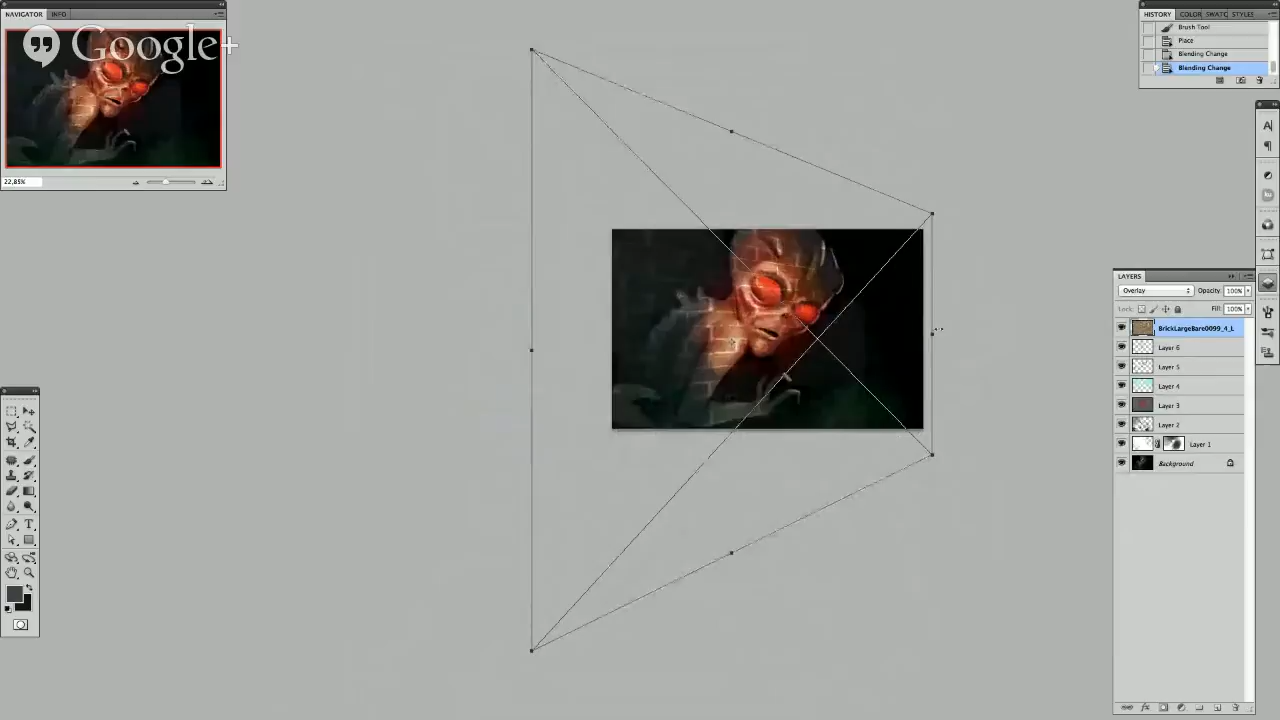 NAVIGATOR INFO
Google+
22,85%
HISTORY COLOR SWATC STYLES
Brush Tool
Place
Blending Change
Blending Change
LAYERS
Overlay Opacity: 100%
Lock: Fill: 100%
BrickLargeBare0099_4_L
Layer 6
Layer 5
Layer 4
Layer 3
Layer 2
Layer 1
Background